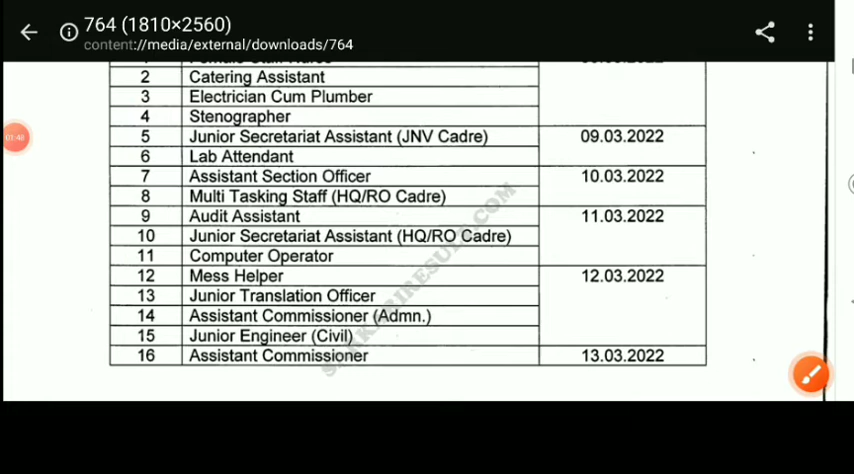 764 (1810×2560)
content://media/external/downloads/764
2 Catering Assistant
3 Electrician Cum Plumber
4 Stenographer
5 Junior Secretariat Assistant (JNV Cadre) 09.03.2022
6 Lab Attendant
7 Assistant Section Officer 10.03.2022
8 Multi Tasking Staff (HQ/RO Cadre)
9 Audit Assistant 11.03.2022
10 Junior Secretariat Assistant (HQ/RO Cadre)
11 Computer Operator
12 Mess Helper 12.03.2022
13 Junior Translation Officer
14 Assistant Commissioner (Admn.)
15 Junior Engineer (Civil)
16 Assistant Commissioner 13.03.2022
SARKARIRESULT.COM
01:48